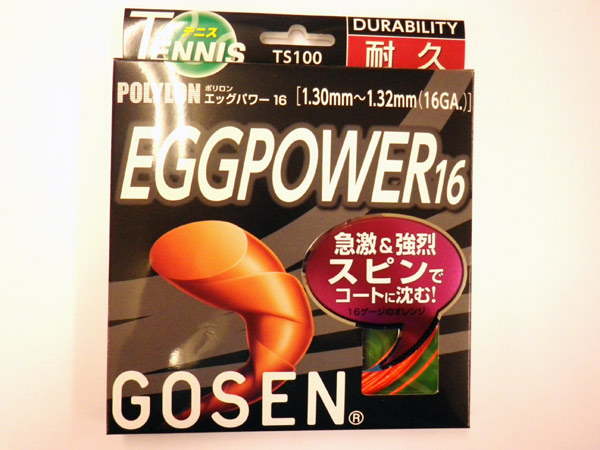 テニス
TENNIS
TS100
DURABILITY
耐久
POLYLON ポリロン
エッグパワー 16
[1.30mm～1.32mm(16GA.)]
EGGPOWER16
急激&強烈
スピンで
コートに沈む!
16ゲージのオレンジ
GOSEN®